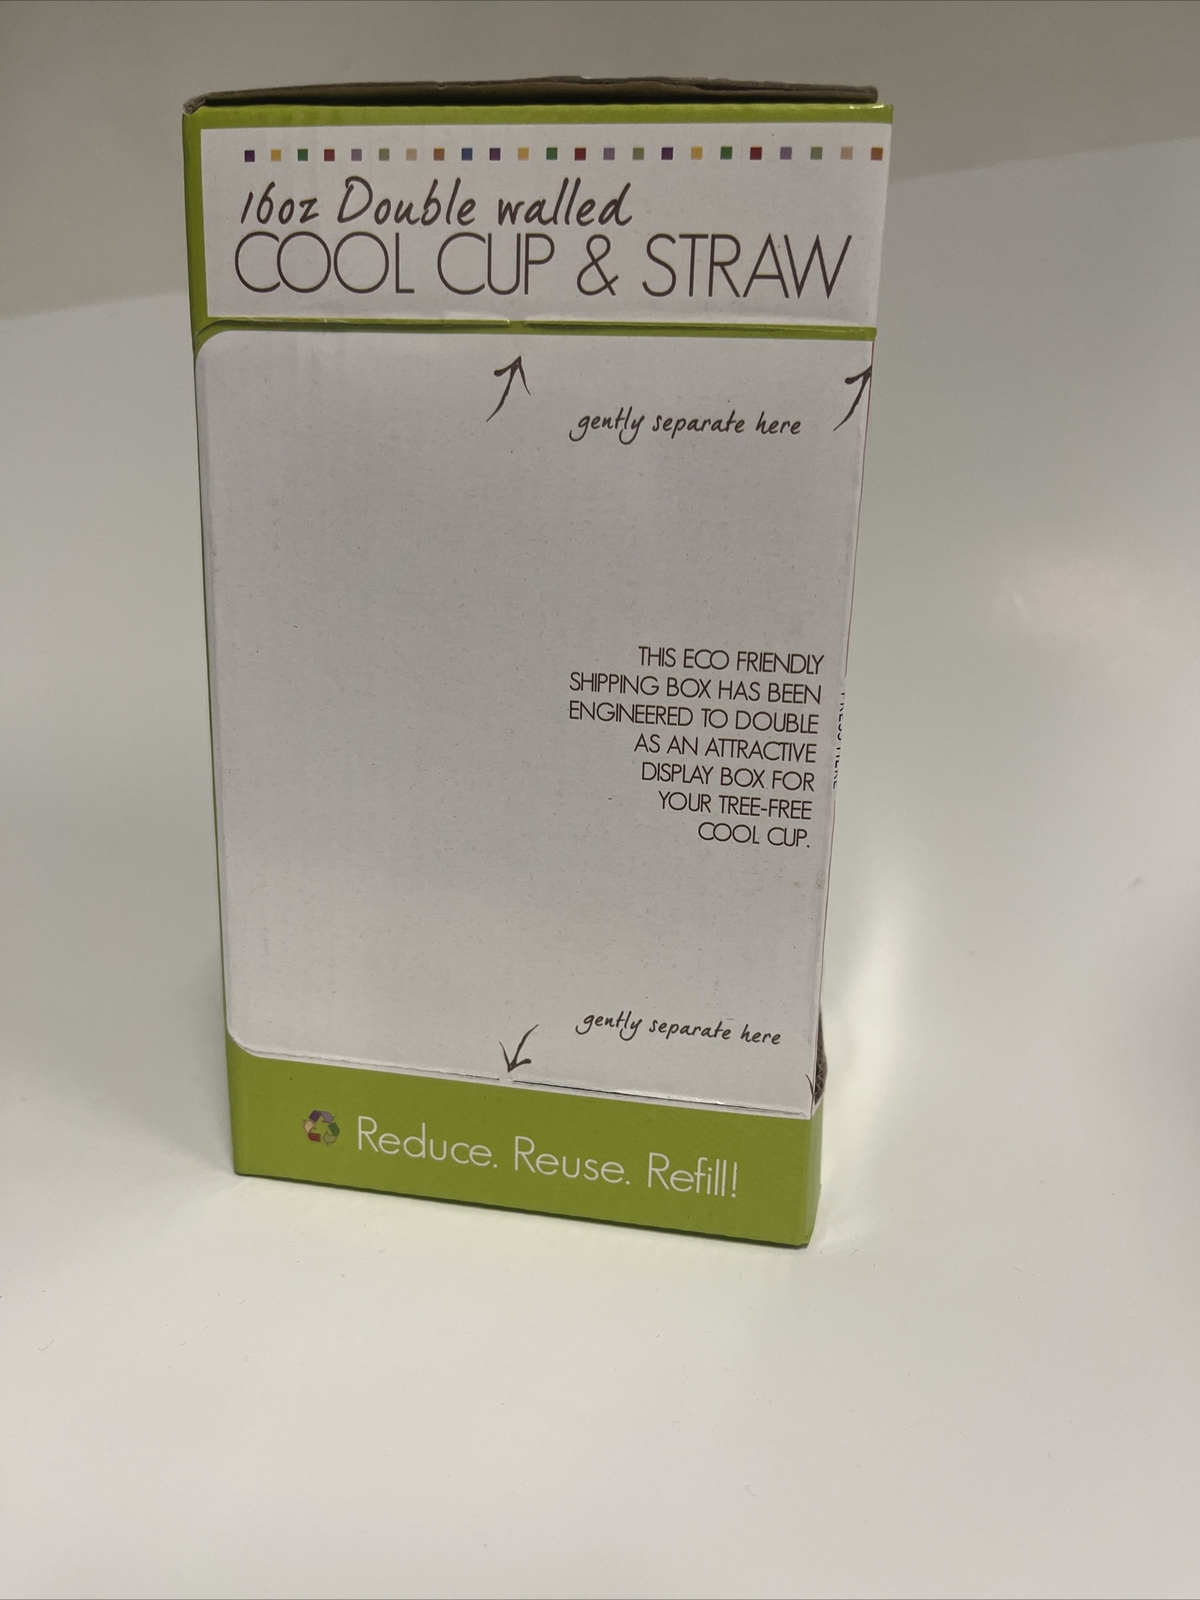 16oz Double walled
COOL CUP & STRAW
gently separate here
THIS ECO FRIENDLY
SHIPPING BOX HAS BEEN
ENGINEERED TO DOUBLE
AS AN ATTRACTIVE
DISPLAY BOX FOR
YOUR TREE-FREE
COOL CUP.
gently separate here
Reduce. Reuse. Refill!